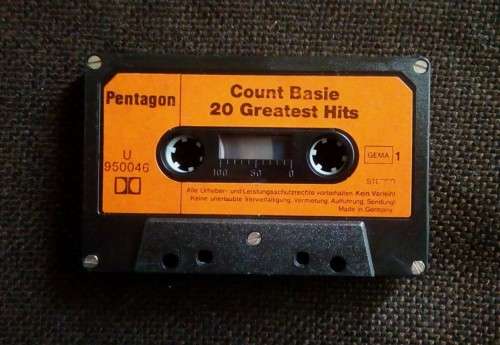 Pentagon
Count Basie
20 Greatest Hits
U
950046
100 50 0
GEMA 1
Alle Urheber- und Leistungsschutzrechte vorbehalten Kein Verleih!
Keine unerlaubte Vervielfältigung, Vermietung, Aufführung, Sendung!
Made in Germany